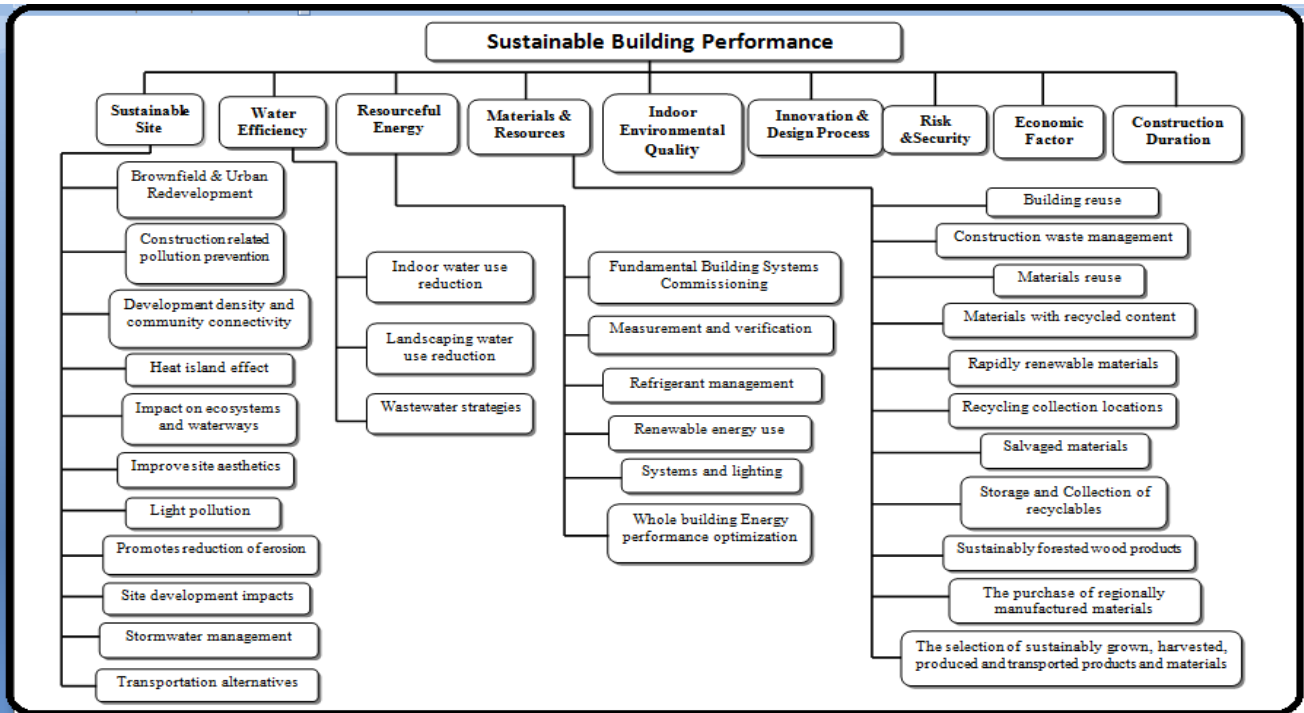 Sustainable Building Performance
Sustainable
Site
Water
Efficiency
Resourceful
Energy
Materials &
Resources
Indoor
Environmental
Quality
Innovation &
Design Process
Risk
&Security
Economic
Factor
Construction
Duration
Brownfield & Urban
Redevelopment
Construction related
pollution prevention
Development density and
community connectivity
Heat island effect
Impact on ecosystems
and waterways
Improve site aesthetics
Light pollution
Promotes reduction of erosion
Site development impacts
Stormwater management
Transportation alternatives
Indoor water use
reduction
Landscaping water
use reduction
Wastewater strategies
Fundamental Building Systems
Commissioning
Measurement and verification
Refrigerant management
Renewable energy use
Systems and lighting
Whole building Energy
performance optimization
Building reuse
Construction waste management
Materials reuse
Materials with recycled content
Rapidly renewable materials
Recycling collection locations
Salvaged materials
Storage and Collection of
recyclables
Sustainably forested wood products
The purchase of regionally
manufactured materials
The selection of sustainably grown, harvested,
produced and transported products and materials